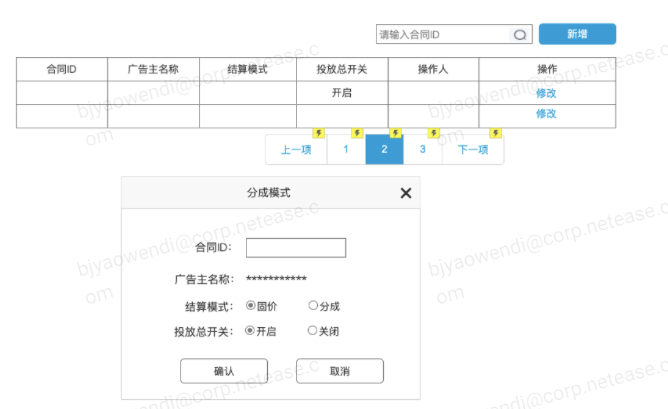 请输入合同ID 新增
合同ID 广告主名称 结算模式 投放总开关 操作人 操作
开启 修改
修改
上一项 1 2 3 下一项
分成模式
合同ID:
广告主名称: ***********
结算模式: 固价 分成
投放总开关: 开启 关闭
确认 取消
bjyaowendi@corp.netease.com
bjyaowendi@corp.netease.com
bjyaowendi@corp.netease.com
bjyaowendi@corp.netease.com